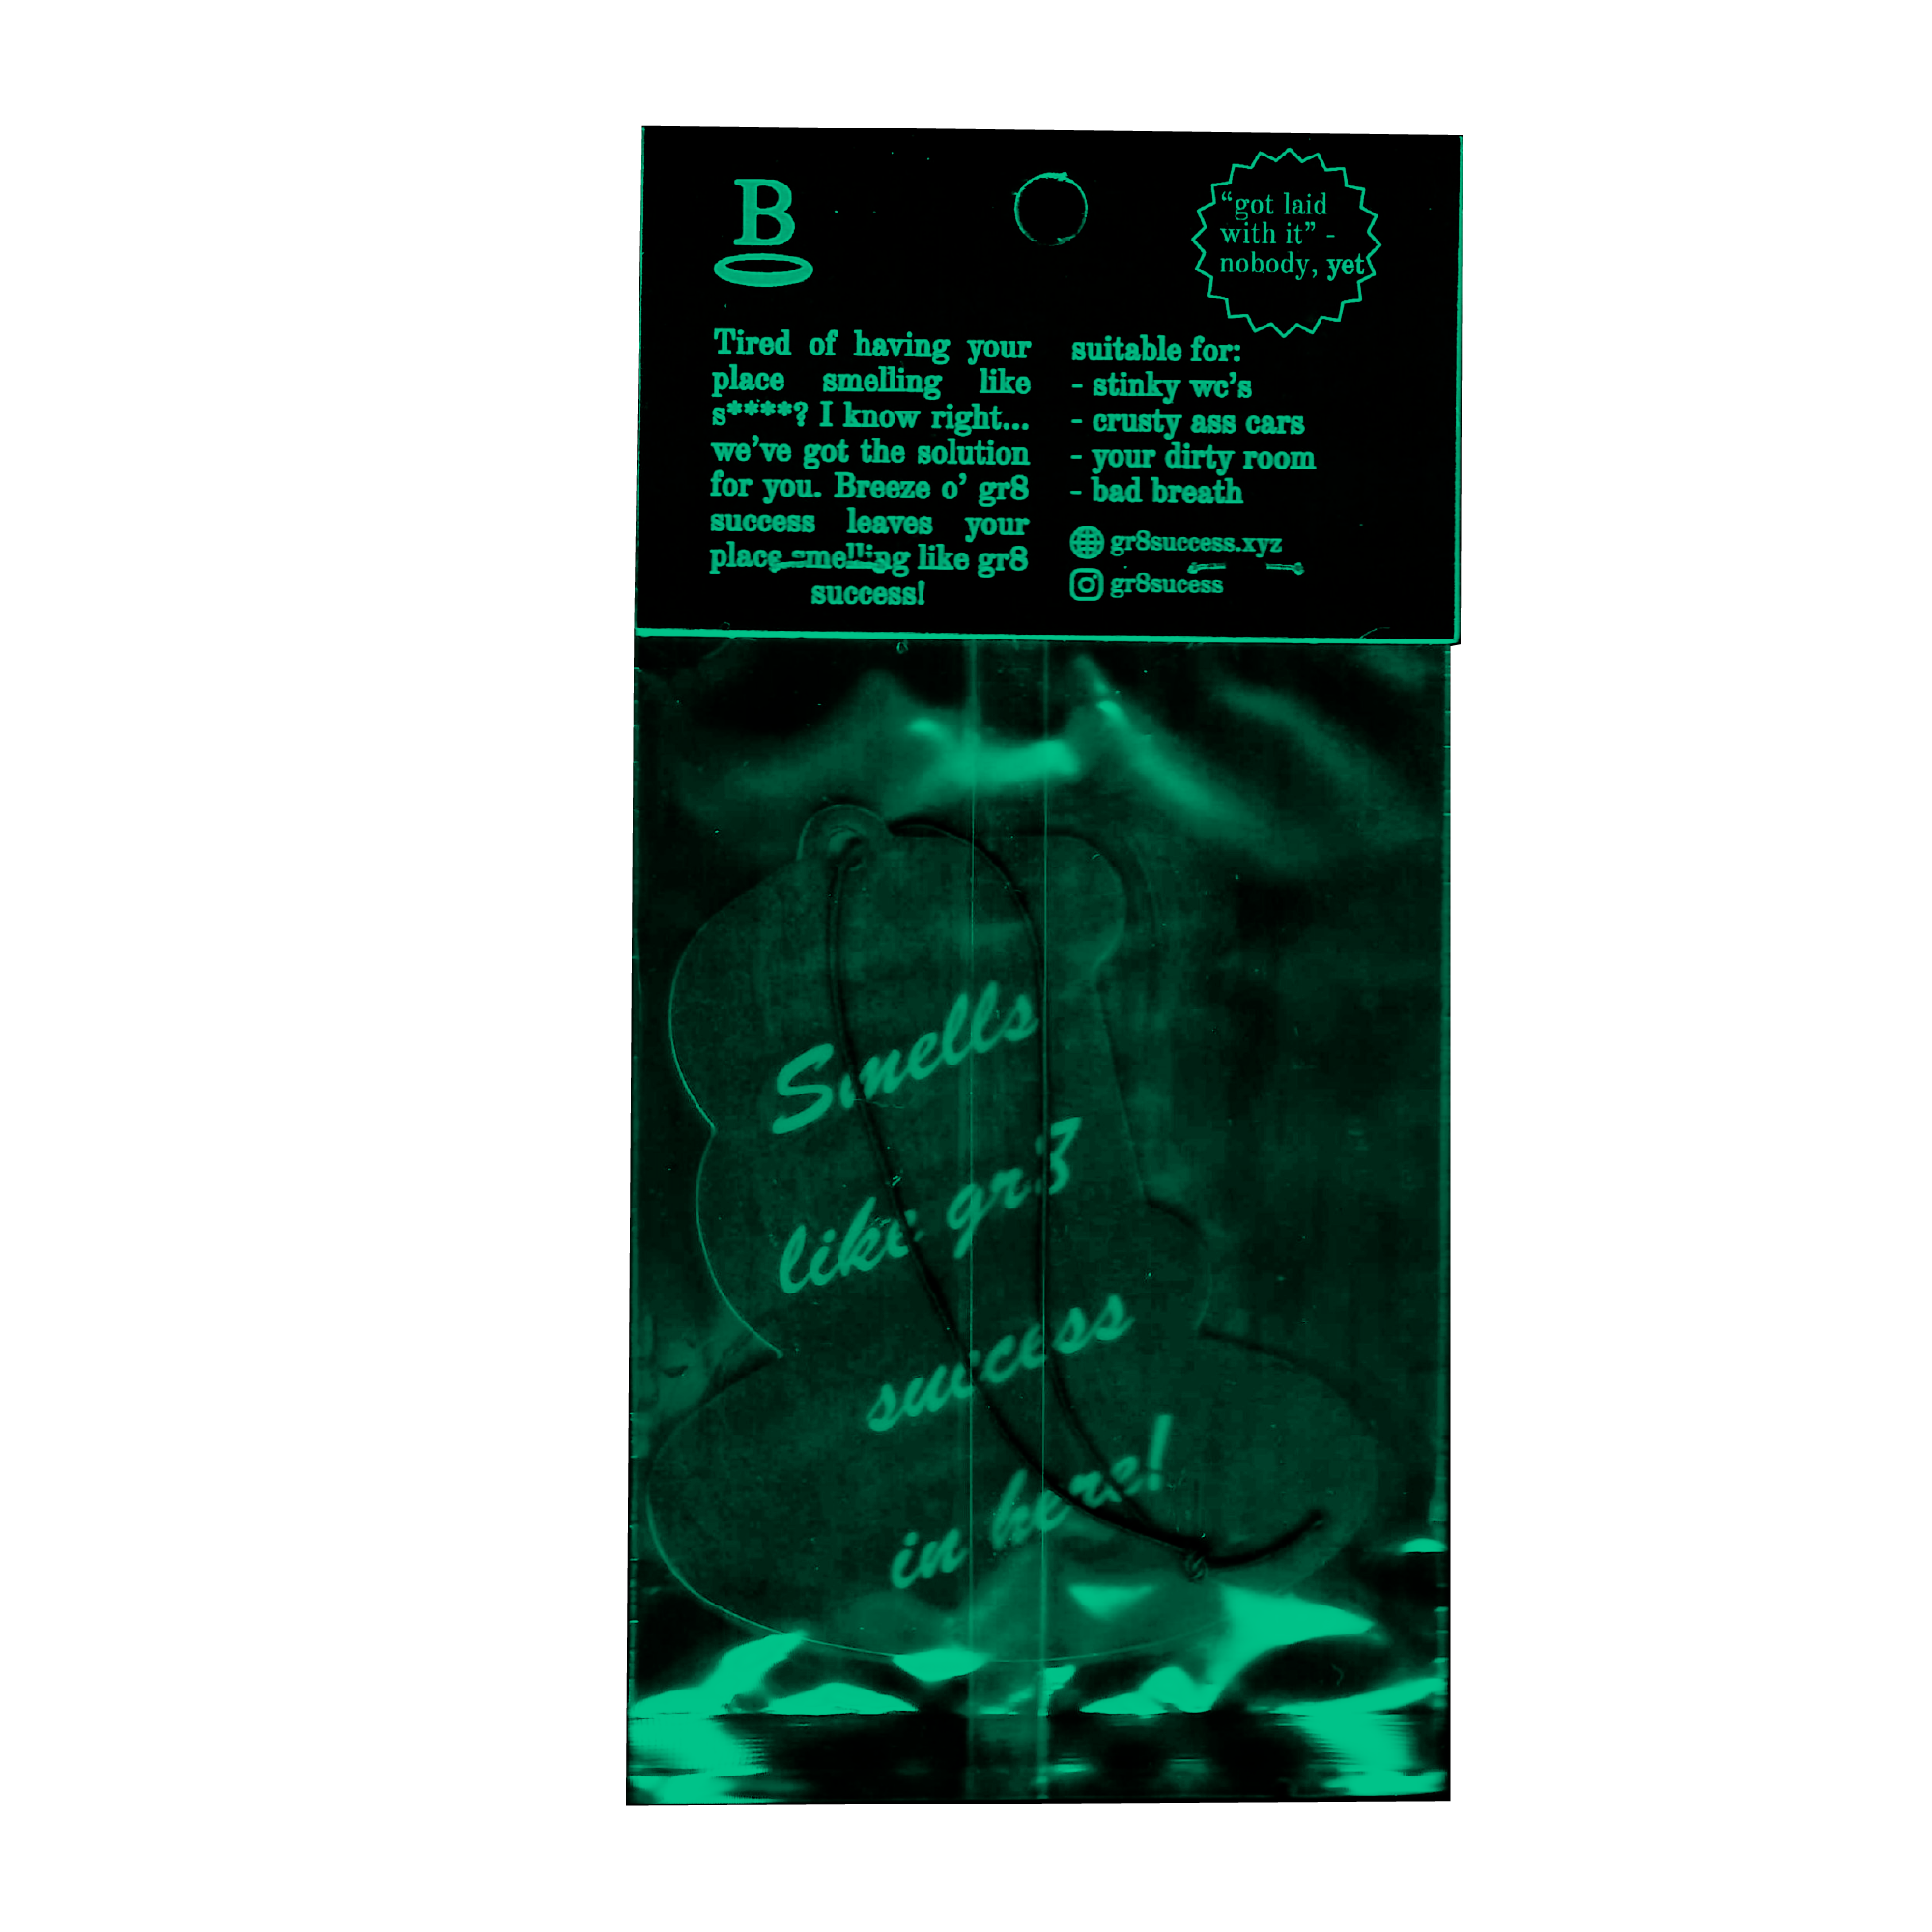 B
"got laid
with it" -
nobody, yet
Tired of having your
place smelling like
s****? I know right...
we've got the solution
for you. Breeze o' gr8
success leaves your
place smelling like gr8
success!
suitable for:
- stinky wc's
- crusty ass cars
- your dirty room
- bad breath
gr8success.xyz
gr8sucess
Smells
like gr8
success
in here!